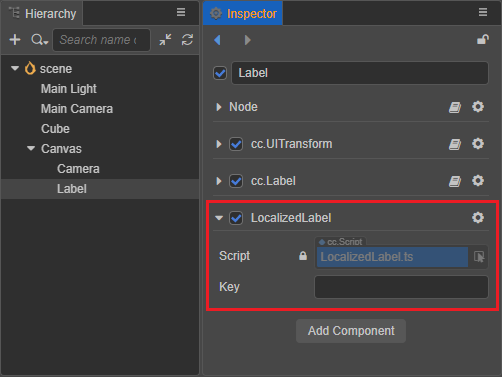 Hierarchy
Search name o
scene
Main Light
Main Camera
Cube
Canvas
Camera
Label
Inspector
Label
Node
cc.UITransform
cc.Label
LocalizedLabel
cc.Script
Script
LocalizedLabel.ts
Key
Add Component